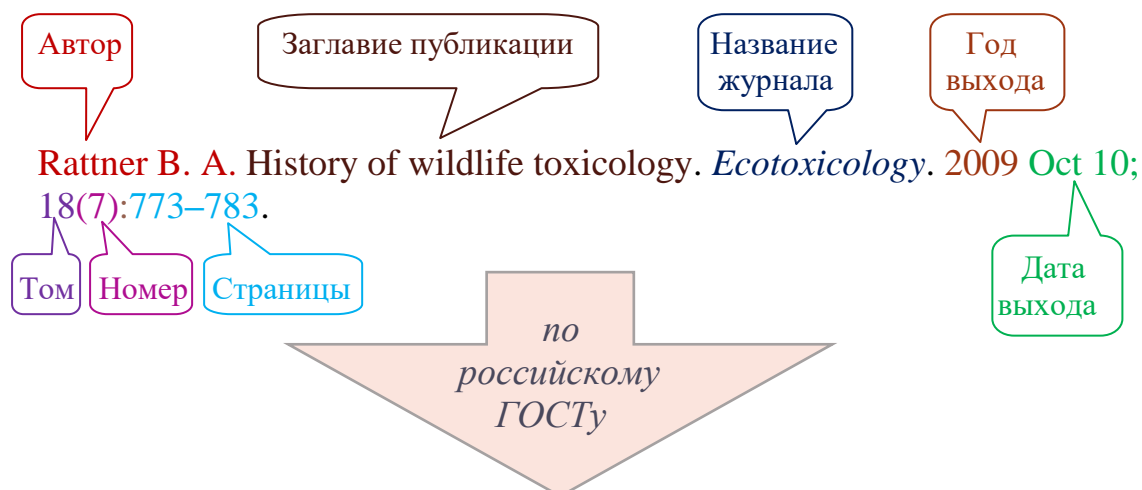 Автор
Заглавие публикации
Название
журнала
Год
выхода
Rattner B. A. History of wildlife toxicology. Ecotoxicology. 2009 Oct 10;
18(7):773–783.
Том
Номер
Страницы
Дата
выхода
по
российскому
ГОСТу